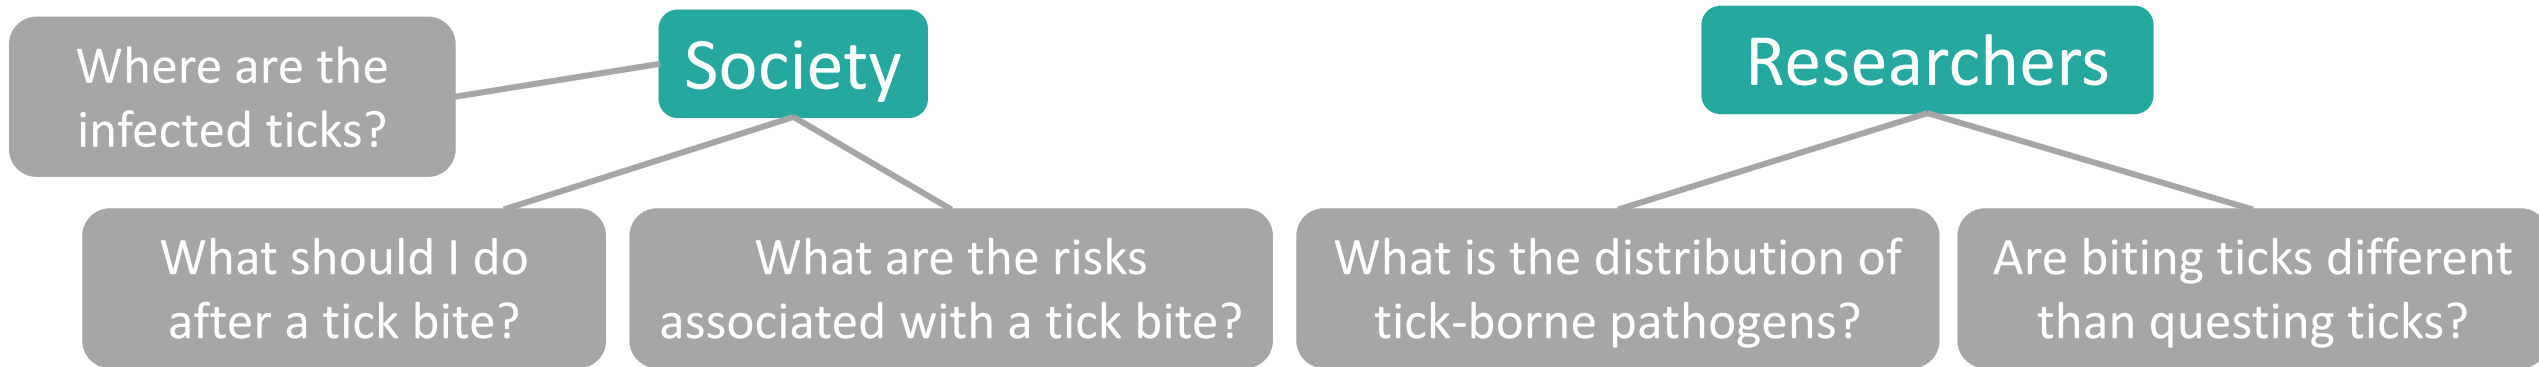 Society
Where are the
infected ticks?
What should I do
after a tick bite?
What are the risks
associated with a tick bite?
Researchers
What is the distribution of
tick-borne pathogens?
Are biting ticks different
than questing ticks?